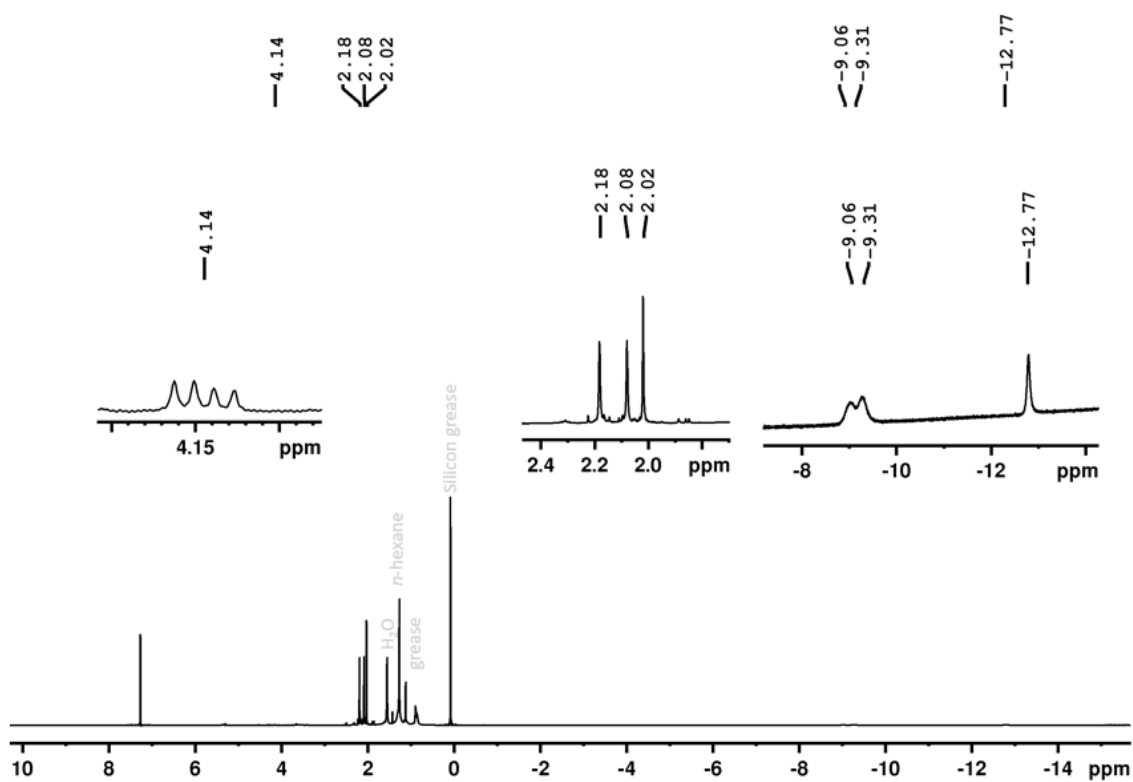 4.14
2.18
2.08
2.02
-9.06
-9.31
-12.77
4.14
2.18
2.08
2.02
-9.06
-9.31
-12.77
4.15 ppm
2.4 2.2 2.0 ppm
-8 -10 -12 ppm
Silicon grease
n-hexane
H₂O
grease
10 8 6 4 2 0 -2 -4 -6 -8 -10 -12 -14 ppm